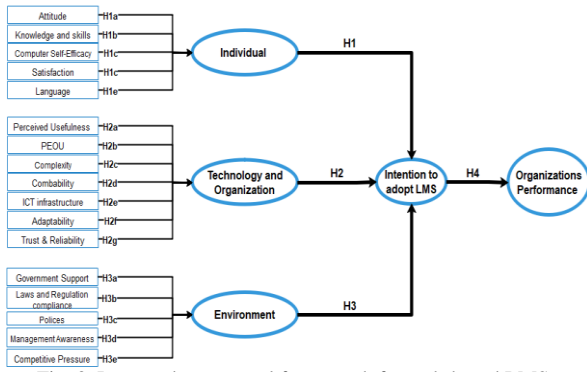 Attitude H1a
Knowledge and skills H1b
Computer Self-Efficacy H1c
Satisfaction H1c
Language H1e
Individual
H1
Perceived Usefulness H2a
PEOU H2b
Complexity H2c
Combability H2d
ICT infrastructure H2e
Adaptability H2f
Trust & Reliability H2g
Technology and
Organization
H2
Intention to
adopt LMS
H4
Organizations
Performance
Government Support H3a
Laws and Regulation
compliance H3b
Polices H3c
Management Awareness H3d
Competitive Pressure H3e
Environment
H3